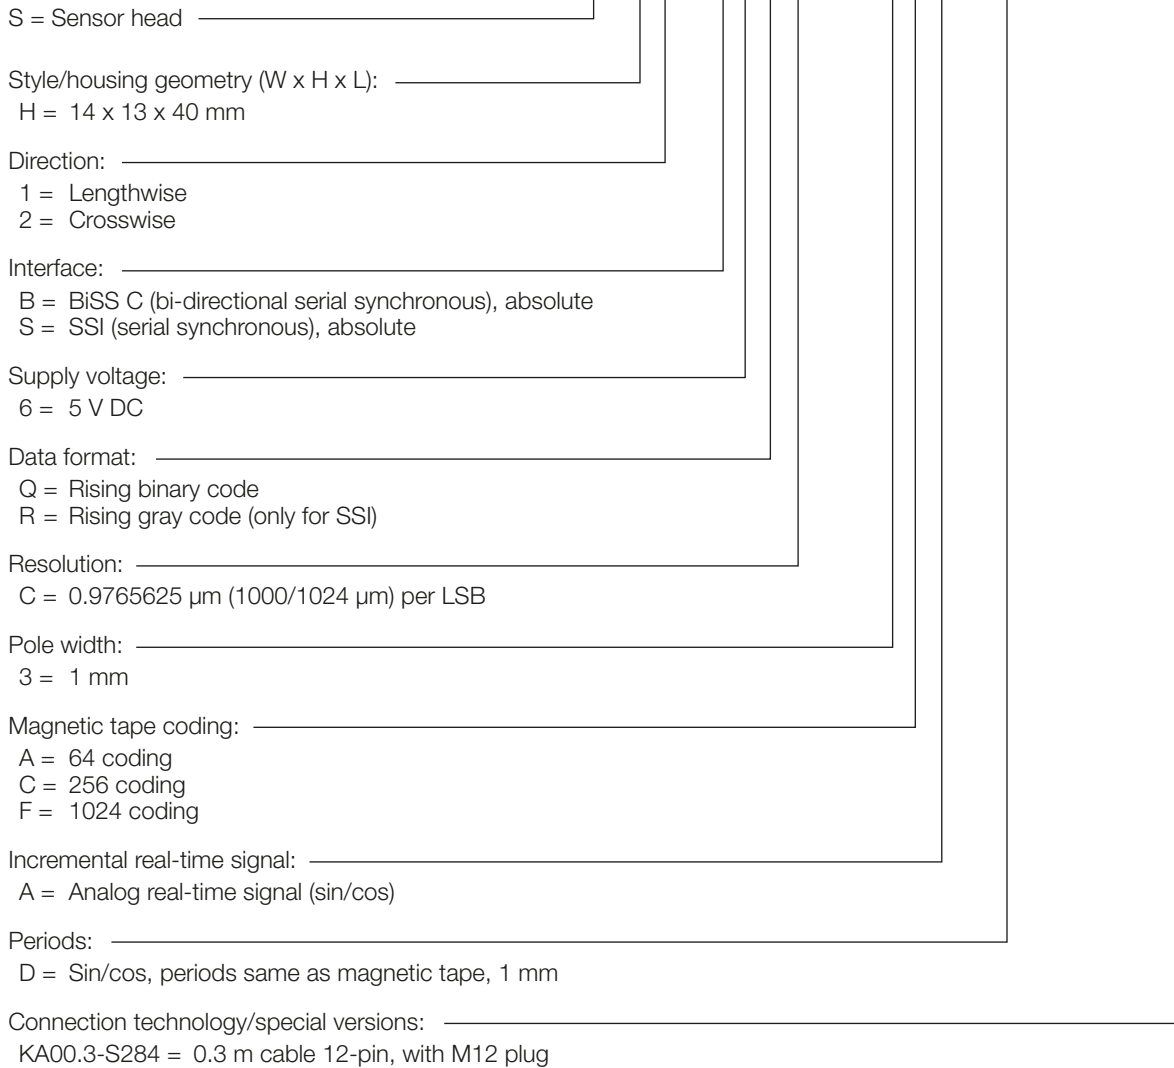 S = Sensor head
Style/housing geometry (W x H x L):
H = 14 x 13 x 40 mm
Direction:
1 = Lengthwise
2 = Crosswise
Interface:
B = BiSS C (bi-directional serial synchronous), absolute
S = SSI (serial synchronous), absolute
Supply voltage:
6 = 5 V DC
Data format:
Q = Rising binary code
R = Rising gray code (only for SSI)
Resolution:
C = 0.9765625 µm (1000/1024 µm) per LSB
Pole width:
3 = 1 mm
Magnetic tape coding:
A = 64 coding
C = 256 coding
F = 1024 coding
Incremental real-time signal:
A = Analog real-time signal (sin/cos)
Periods:
D = Sin/cos, periods same as magnetic tape, 1 mm
Connection technology/special versions:
KA00.3-S284 = 0.3 m cable 12-pin, with M12 plug